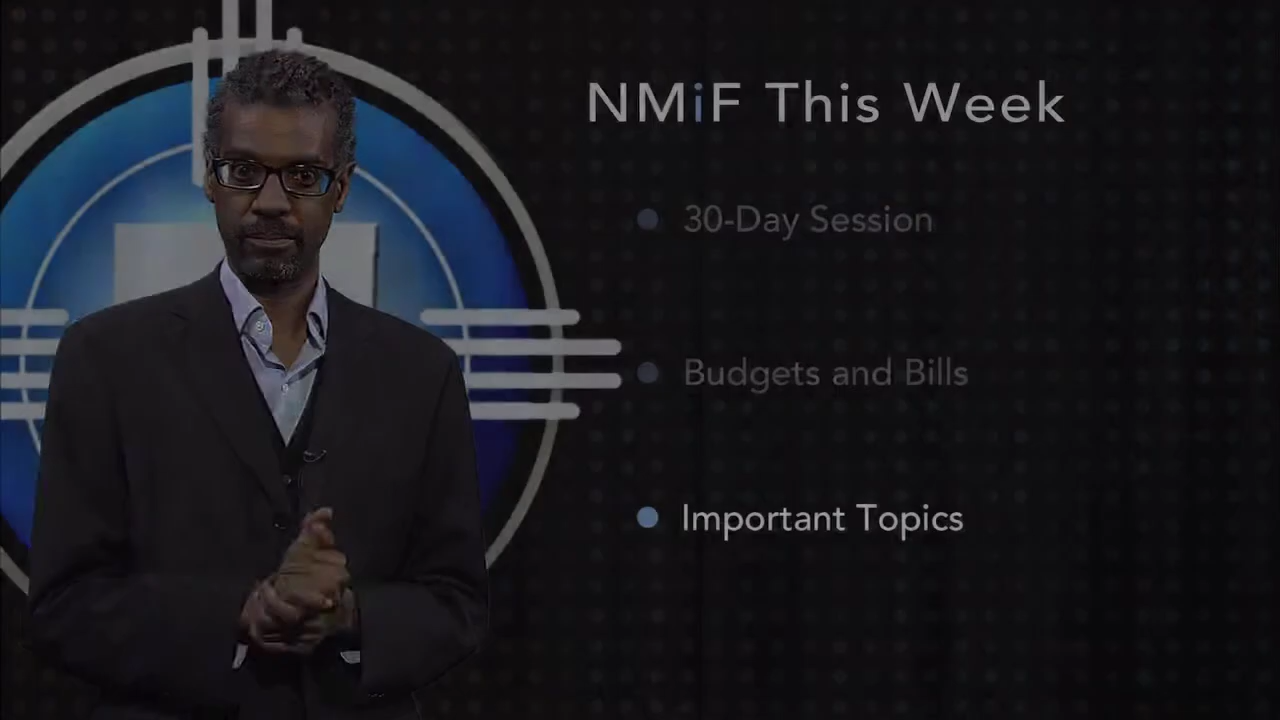 NMiF This Week
30-Day Session
Budgets and Bills
Important Topics